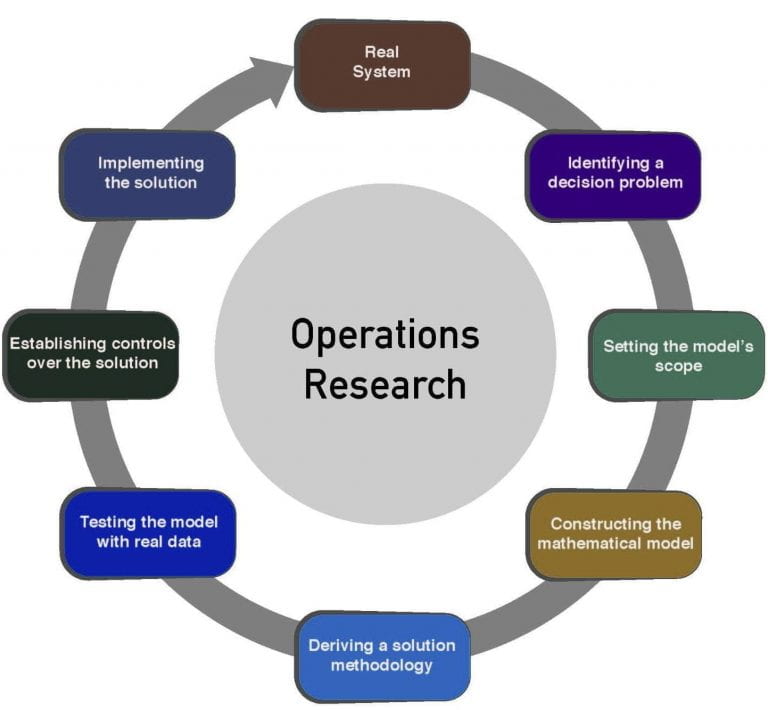 Real
System
Identifying a
decision problem
Setting the model's
scope
Constructing the
mathematical model
Deriving a solution
methodology
Testing the model
with real data
Establishing controls
over the solution
Implementing
the solution
Operations
Research